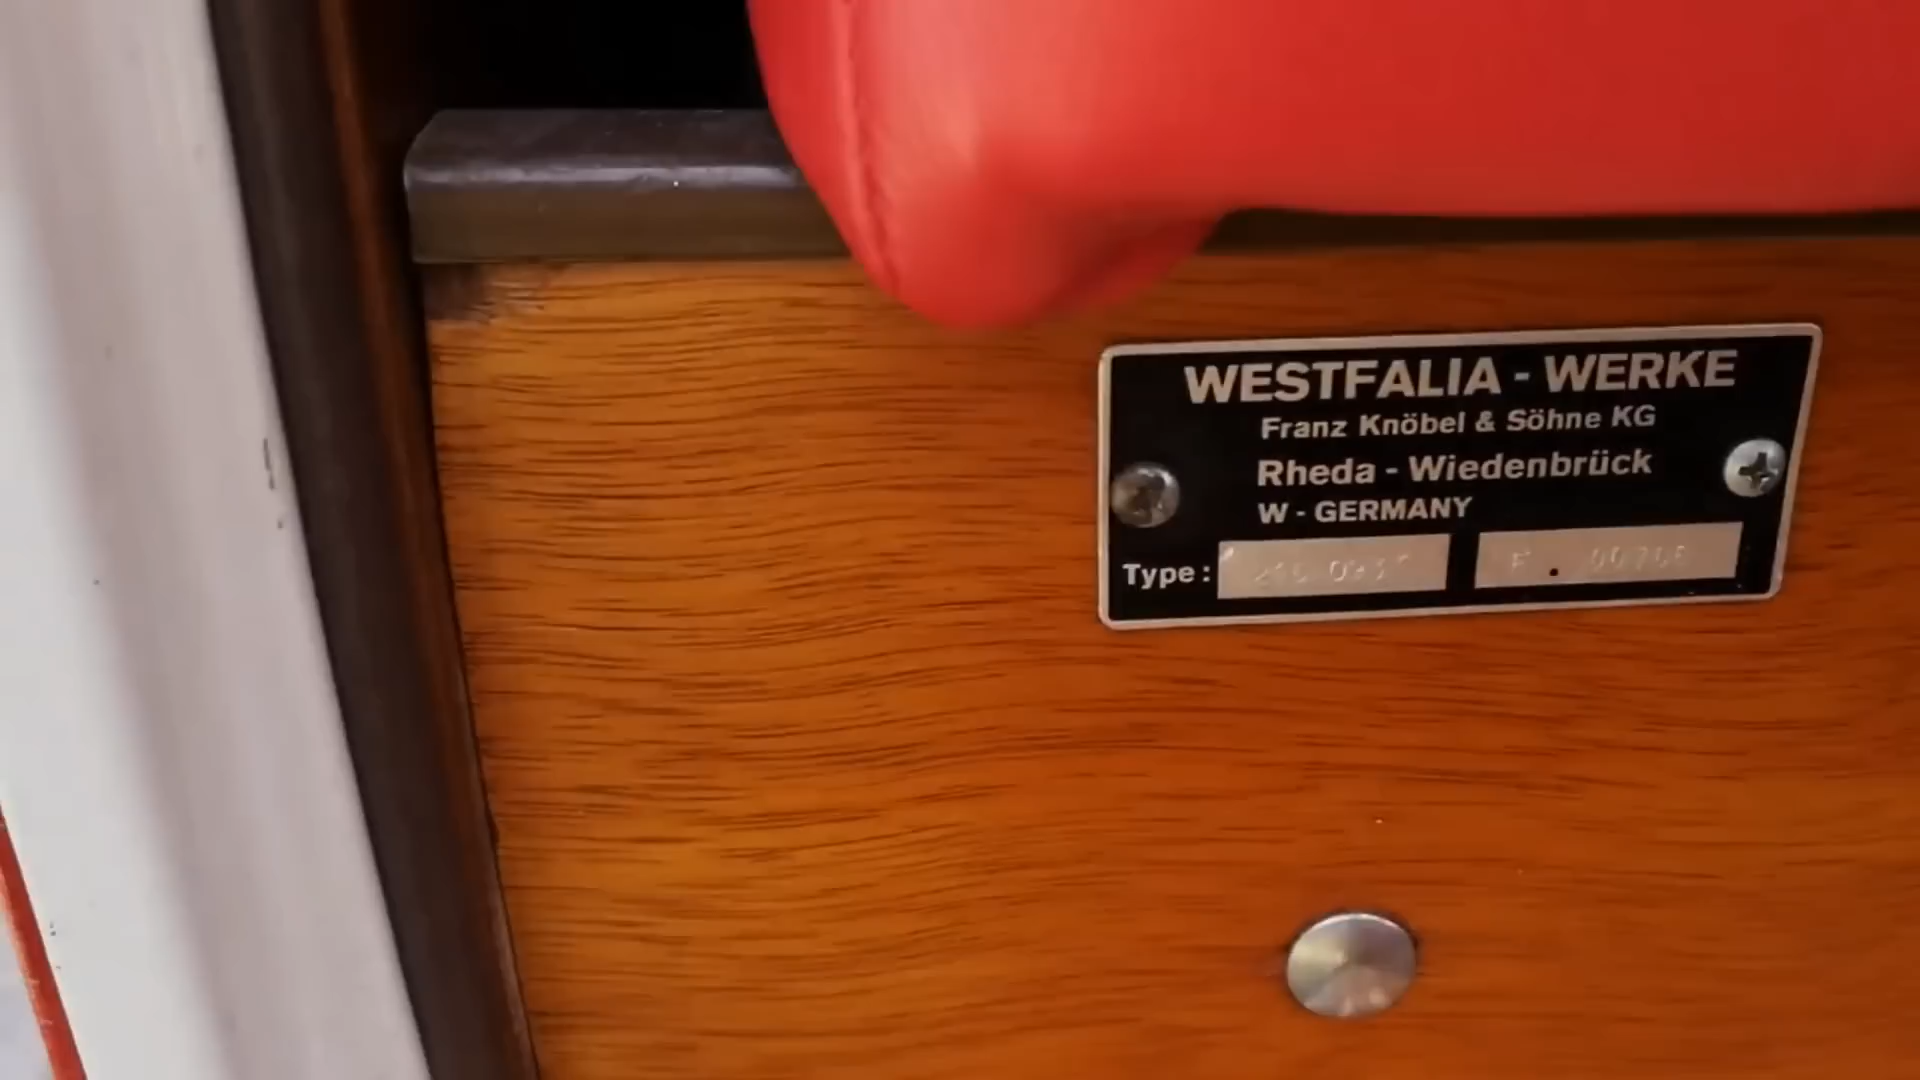 WESTFALIA - WERKE
Franz Knöbel & Söhne KG
Rheda - Wiedenbrück
W - GERMANY
Type: